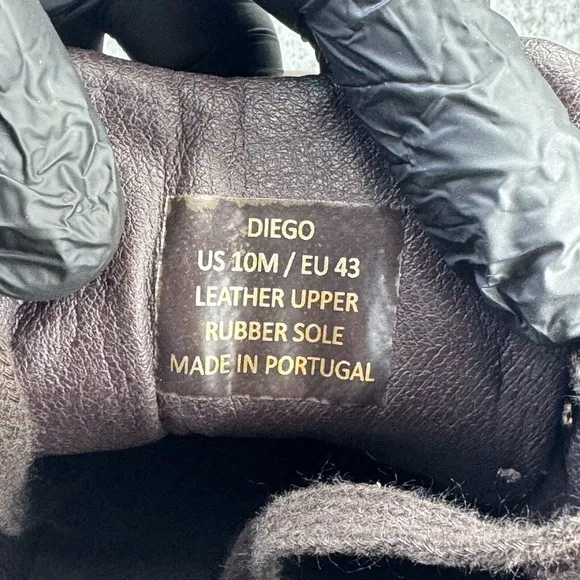 DIEGO
US 10M / EU 43
LEATHER UPPER
RUBBER SOLE
MADE IN PORTUGAL